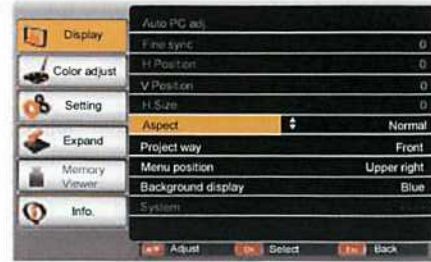 Display
Color adjust
Setting
Expand
Memory Viewer
Info.
Auto PC adj.
Fine sync 0
H Position 0
V Position 0
H.Size 0
Aspect Normal
Project way Front
Menu position Upper right
Background display Blue
System
Adjust Select Back